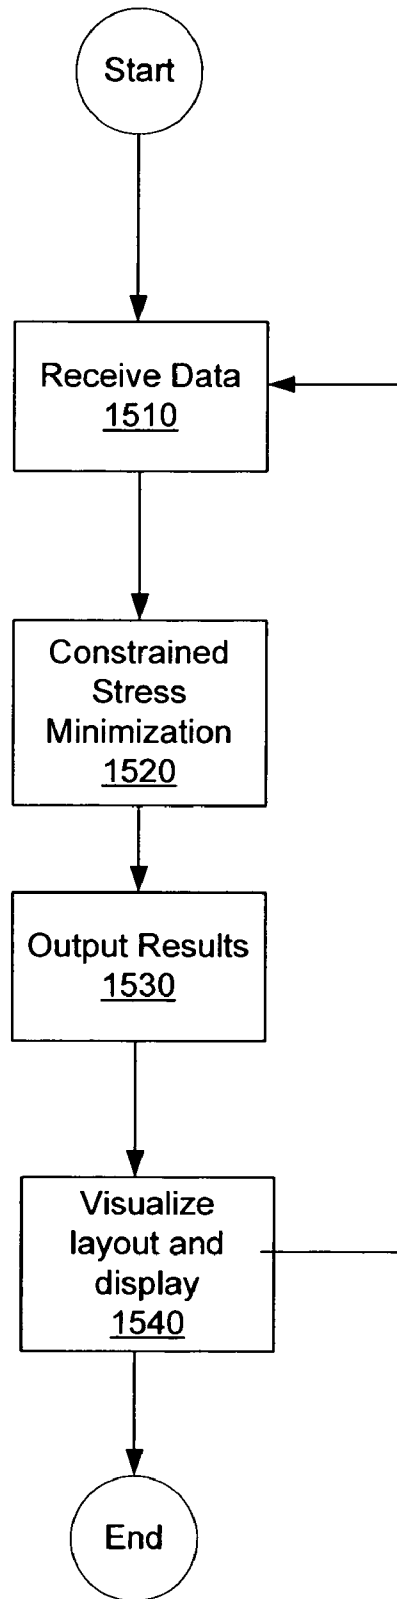 Start
Receive Data
1510
Constrained
Stress
Minimization
1520
Output Results
1530
Visualize
layout and
display
1540
End